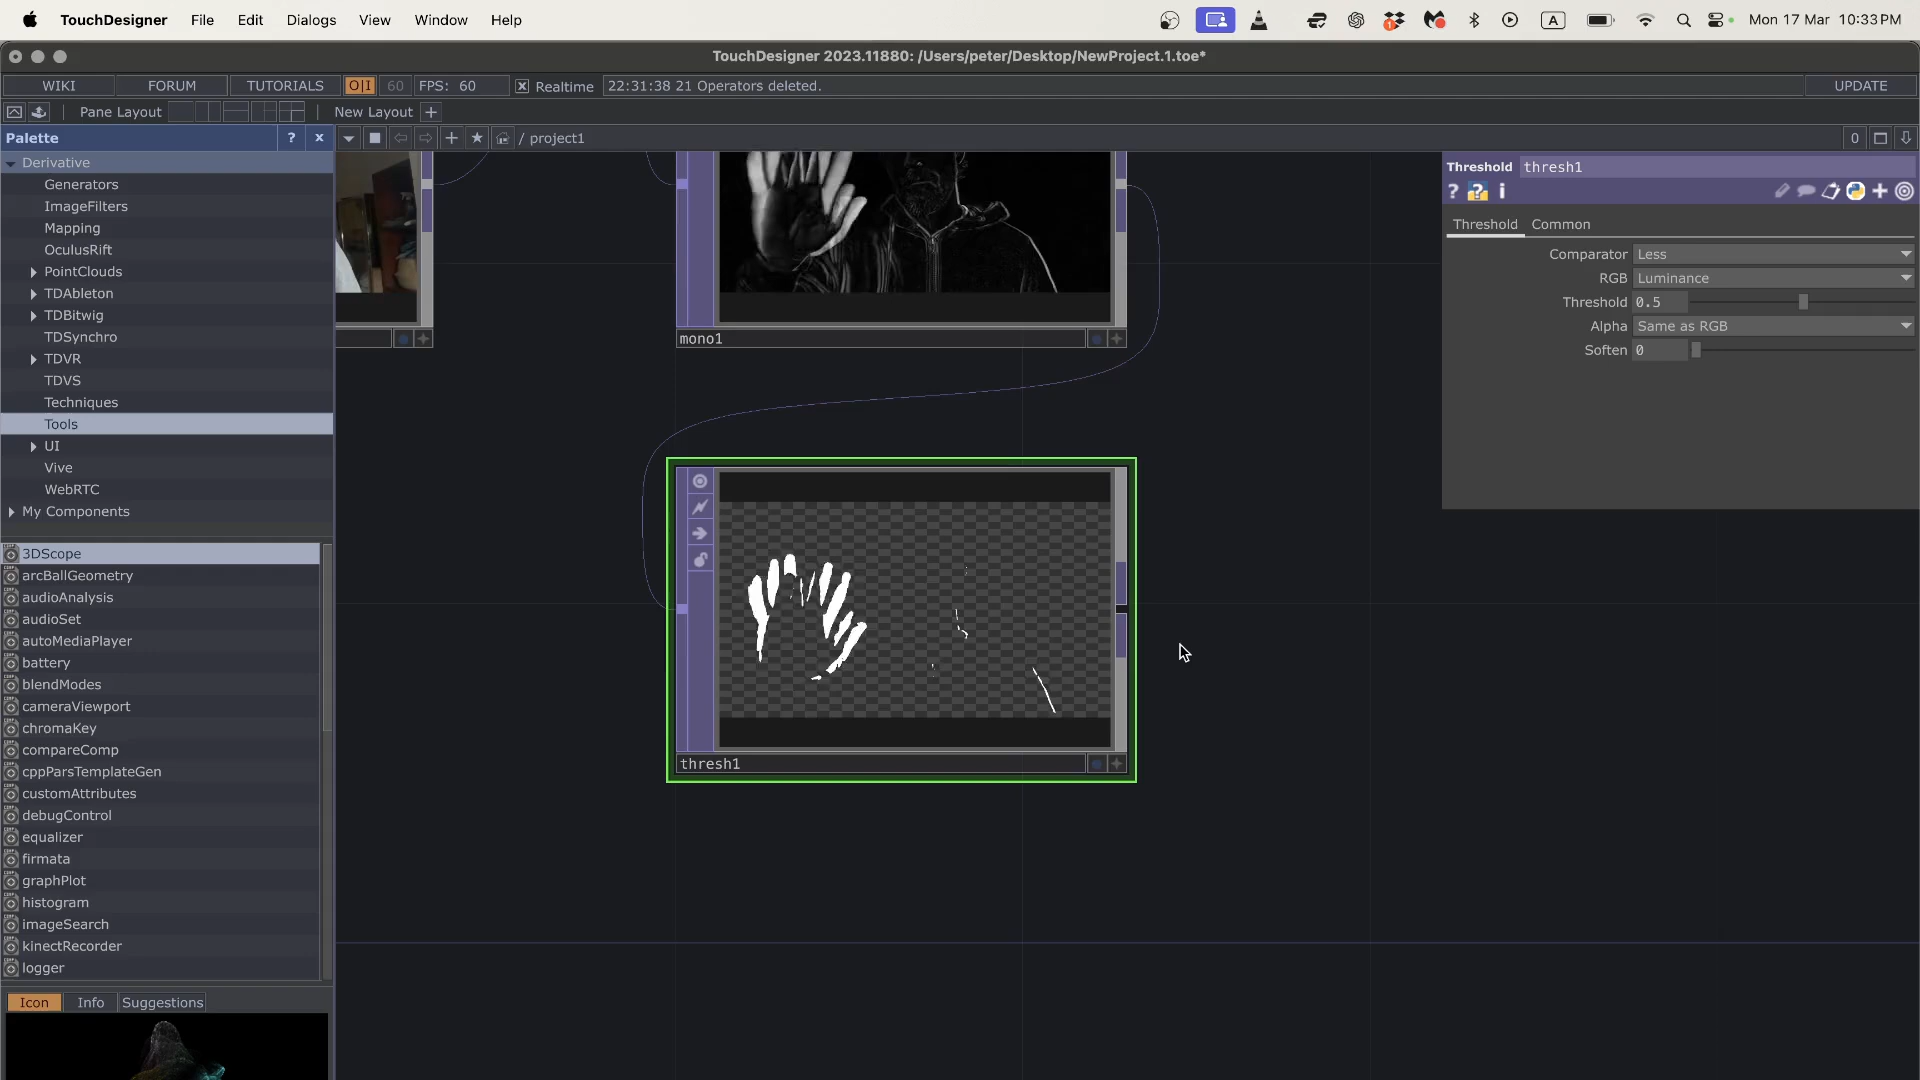 TouchDesigner File Edit Dialogs View Window Help
A Mon 17 Mar 10:33PM
TouchDesigner 2023.11880: /Users/peter/Desktop/NewProject.1.toe*
WIKI FORUM TUTORIALS O|I 60 FPS: 60 Realtime 22:31:38 21 Operators deleted. UPDATE
Pane Layout New Layout +
Palette ? x / project1 0
Derivative
Generators
ImageFilters
Mapping
OculusRift
PointClouds
TDAbleton
TDBitwig
TDSynchro
TDVR
TDVS
Techniques
Tools
UI
Vive
WebRTC
My Components
3DScope
arcBallGeometry
audioAnalysis
audioSet
autoMediaPlayer
battery
blendModes
cameraViewport
chromaKey
compareComp
cppParsTemplateGen
customAttributes
debugControl
equalizer
firmata
graphPlot
histogram
imageSearch
kinectRecorder
logger
Icon Info Suggestions
mono1
thresh1
Threshold thresh1
? ? i
Threshold Common
Comparator Less
RGB Luminance
Threshold 0.5
Alpha Same as RGB
Soften 0